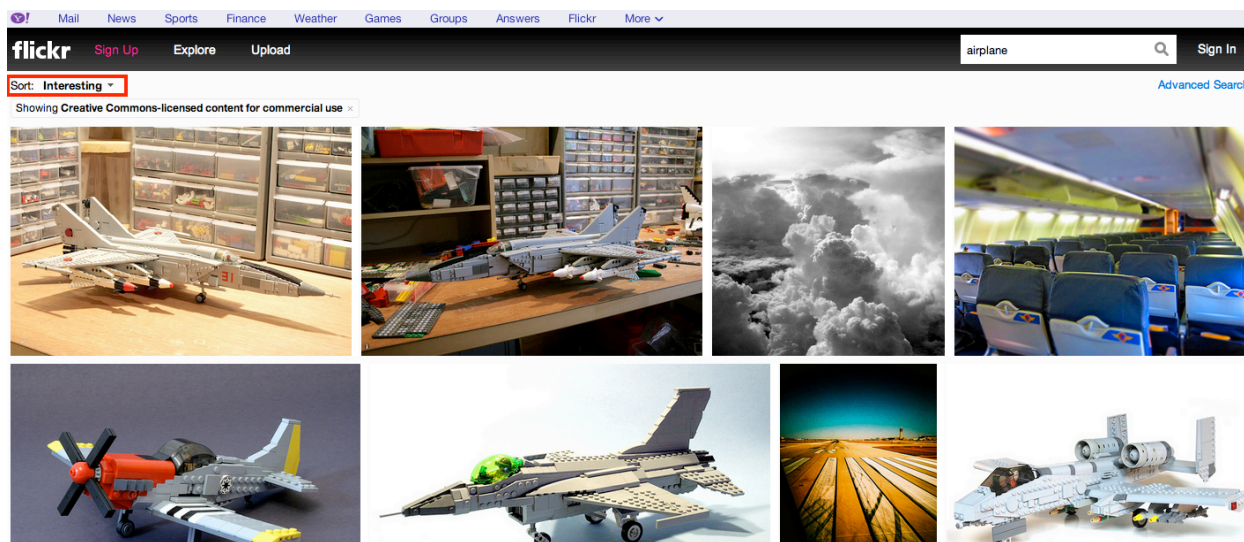 Y! Mail News Sports Finance Weather Games Groups Answers Flickr More
flickr Sign Up Explore Upload airplane Sign In
Sort: Interesting Advanced Search
Showing Creative Commons-licensed content for commercial use ×
31